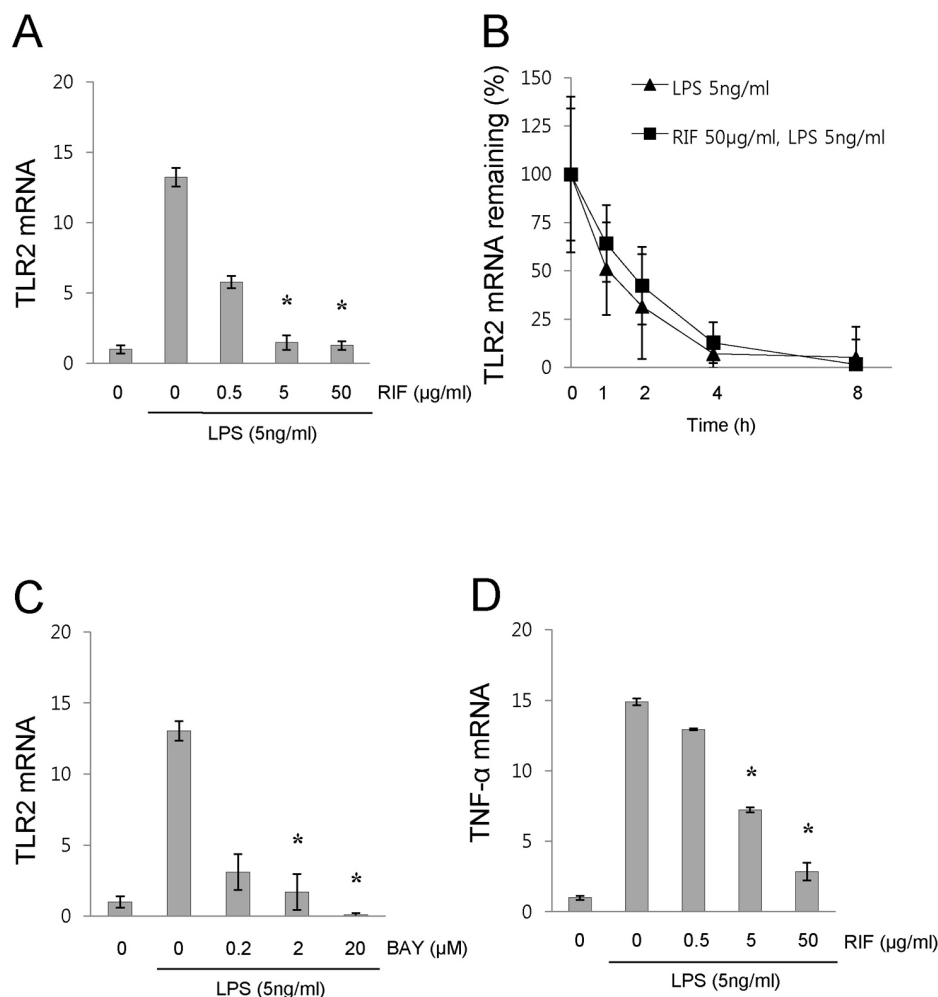 A
TLR2 mRNA
20
15
10
5
0
0 0 0.5 5 50 RIF (μg/ml)
* *
LPS (5ng/ml)
B
TLR2 mRNA remaining (%)
150
125
100
75
50
25
0
LPS 5ng/ml
RIF 50μg/ml, LPS 5ng/ml
0 1 2 4 8
Time (h)
C
TLR2 mRNA
20
15
10
5
0
* *
0 0 0.2 2 20 BAY (μM)
LPS (5ng/ml)
D
TNF-α mRNA
20
15
10
5
0
*
*
0 0 0.5 5 50 RIF (μg/ml)
LPS (5ng/ml)